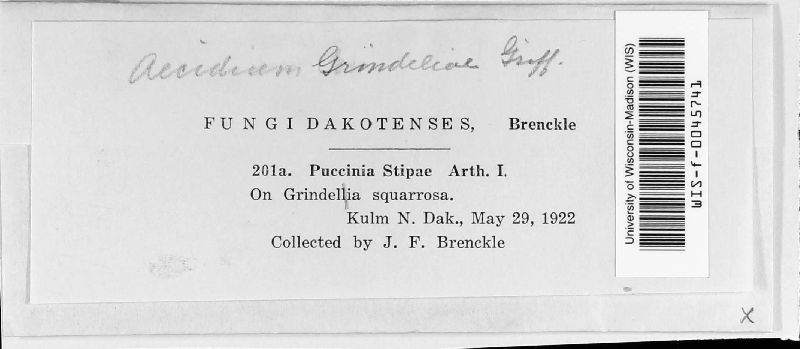 Aecidium Grindeliae Griff.
FUNGI DAKOTENSES, Brenckle
201a. Puccinia Stipae Arth. I.
On Grindellia squarrosa.
Kulm N. Dak., May 29, 1922
Collected by J. F. Brenckle
University of Wisconsin-Madison (WIS)
WIS-f-0045741
X